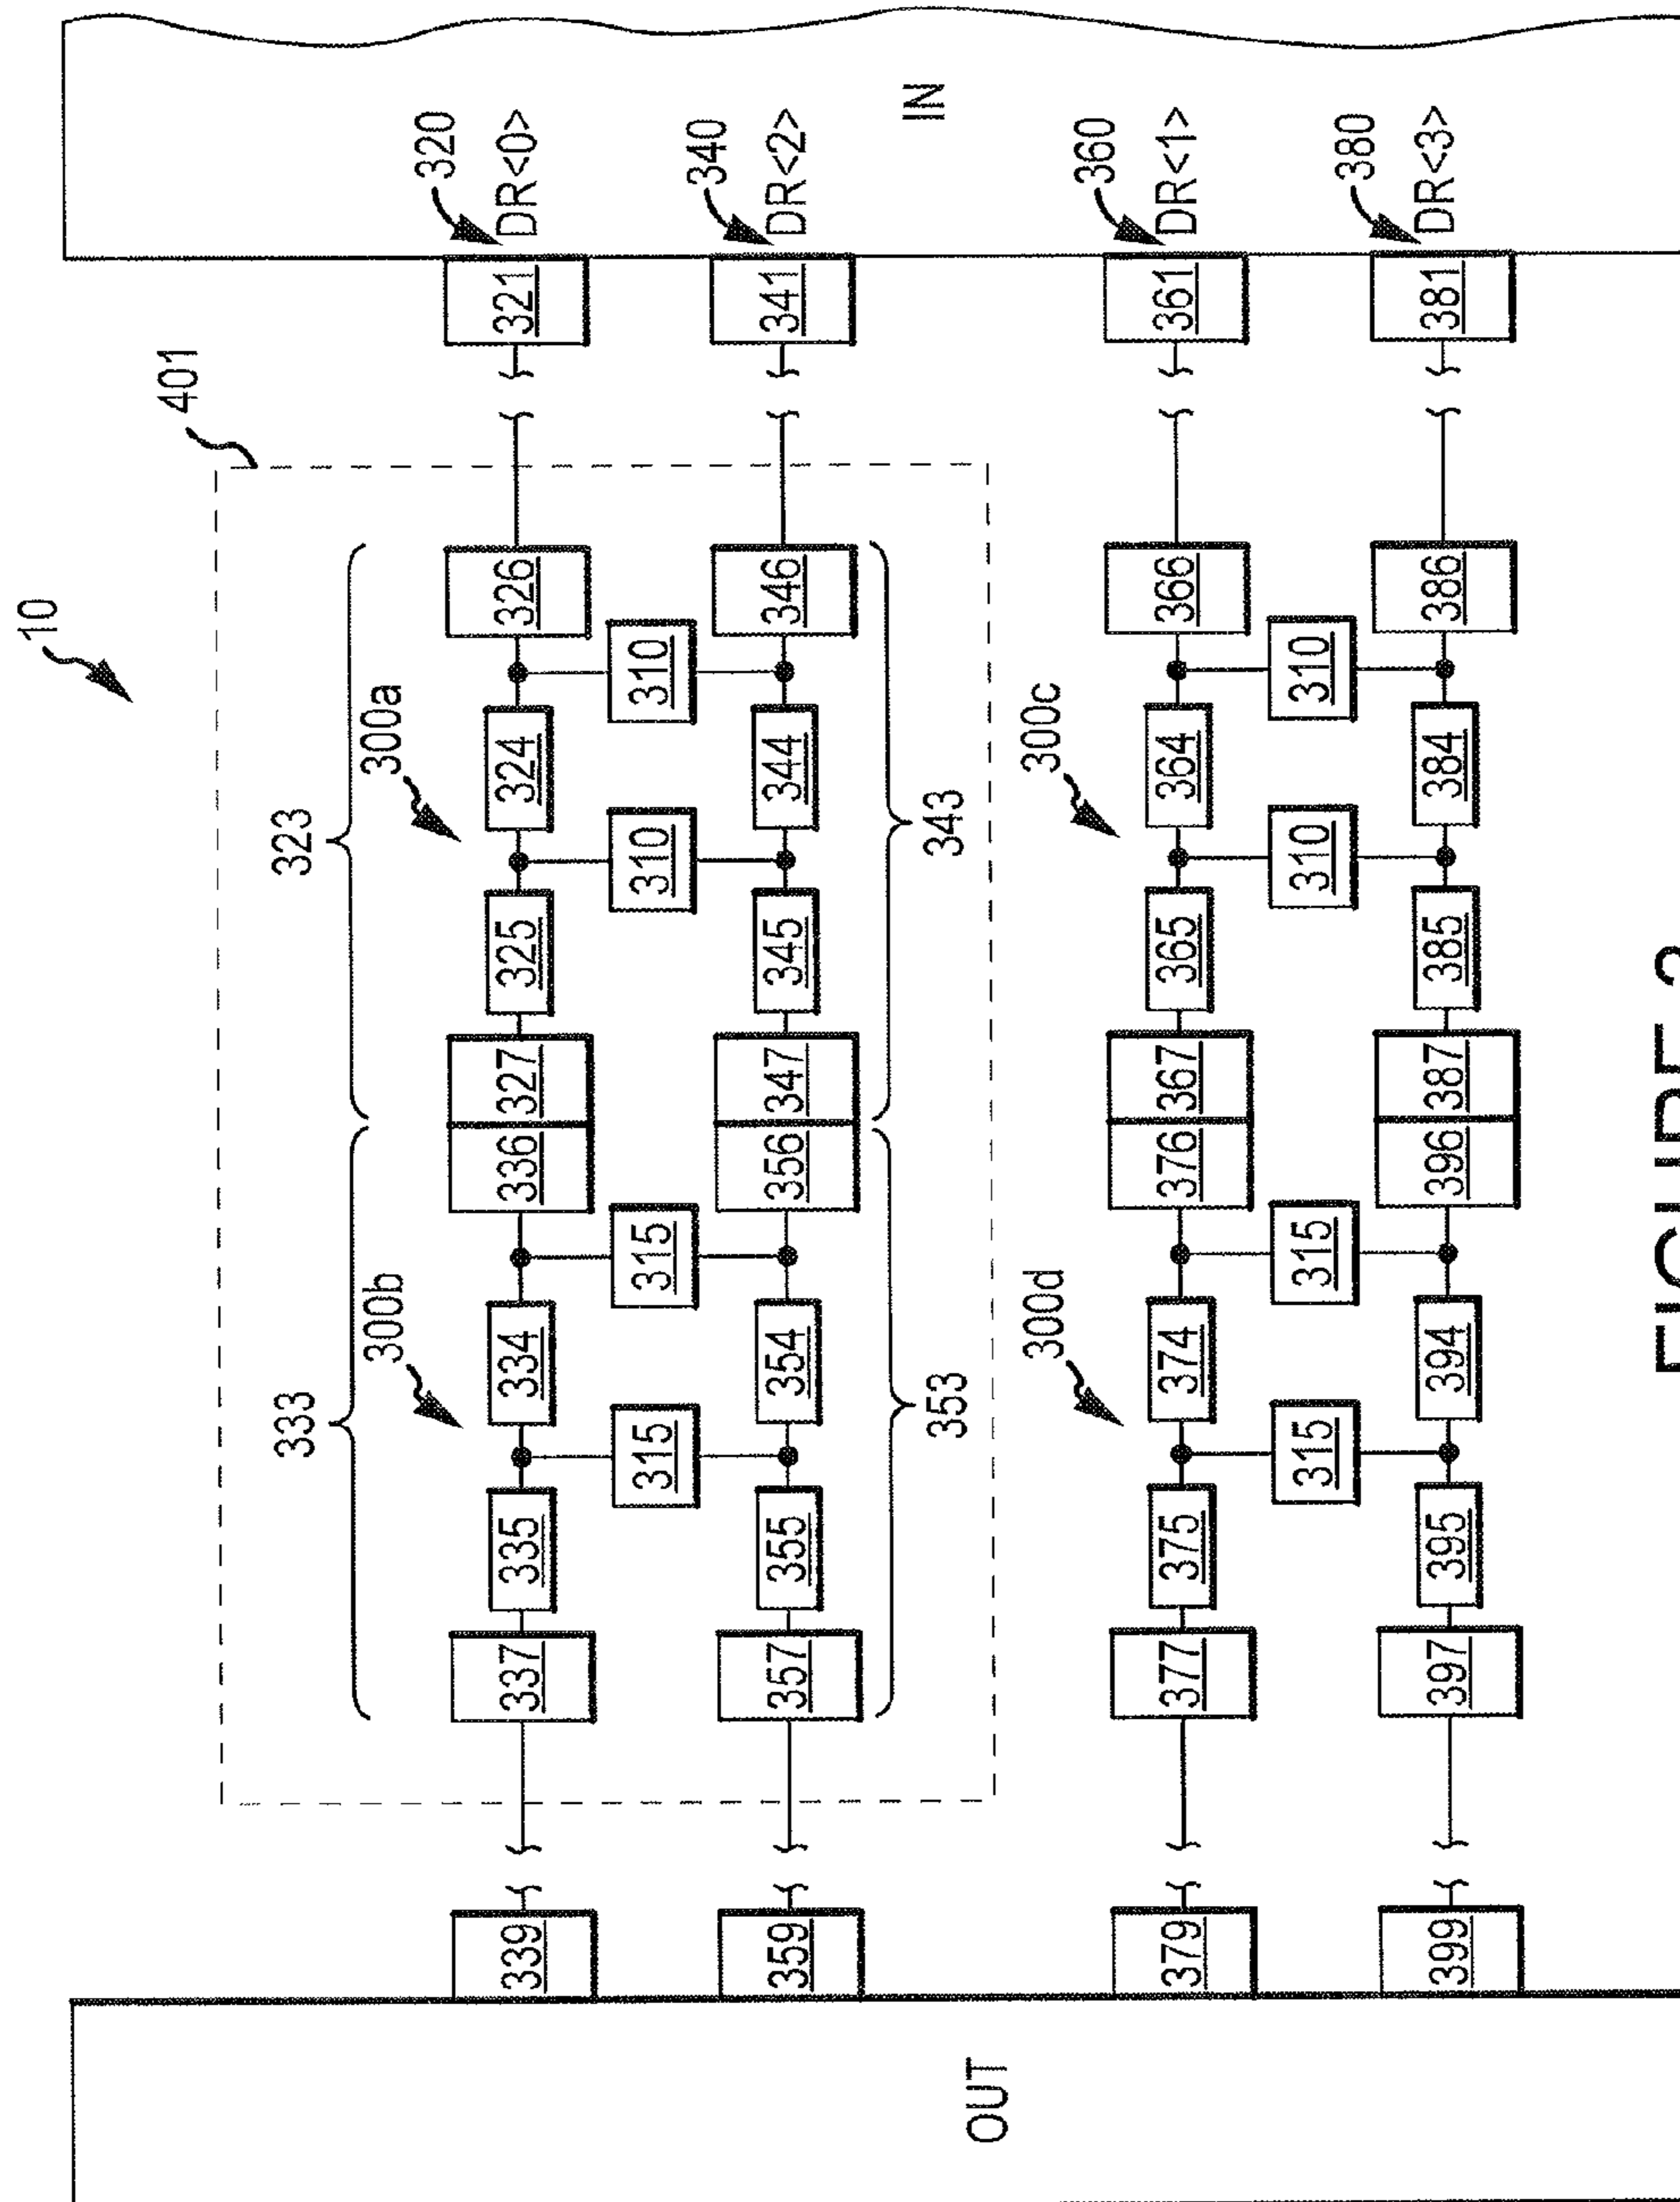 10
401
333 323
300b 300a 320
339 337 335 334 336 327 325 324 326 321 DR<0>
315 315 310 310 340
359 357 355 354 356 347 345 344 346 341 DR<2>
353 343
OUT IN
300d 300c 360
379 377 375 374 376 367 365 364 366 361 DR<1>
315 315 310 310 380
399 397 395 394 396 387 385 384 386 381 DR<3>
FIGURE